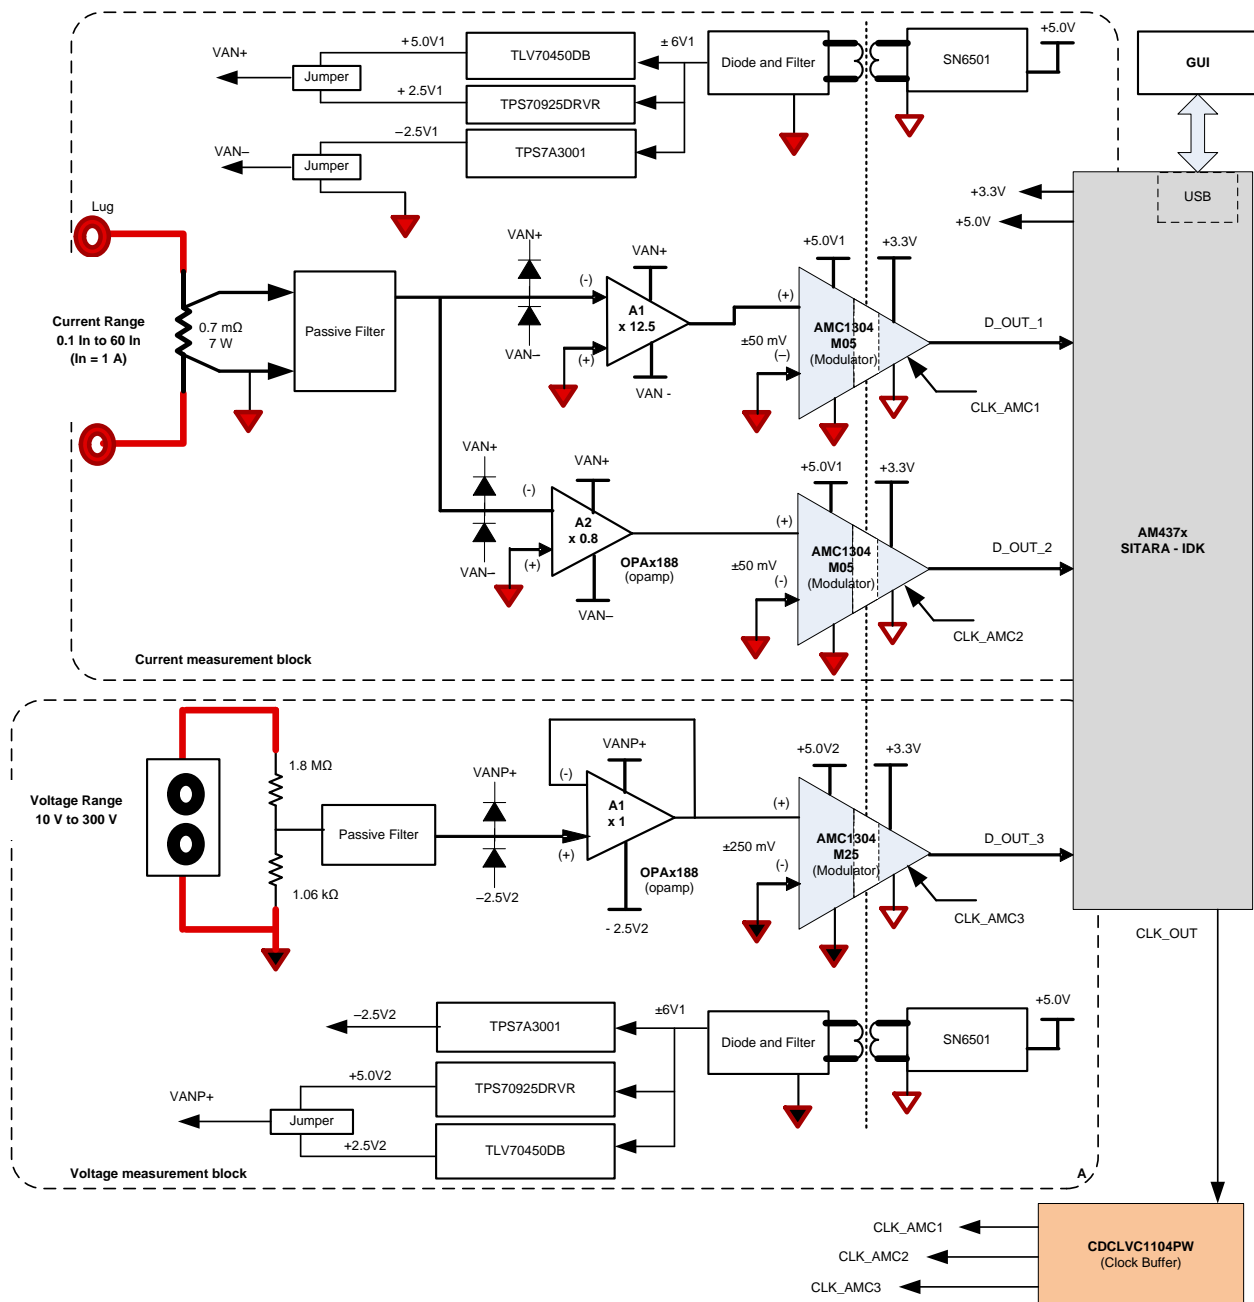 +5.0V1
TLV70450DB
± 6V1
Diode and Filter
SN6501
+5.0V
GUI
VAN+
Jumper
+ 2.5V1
TPS70925DRVR
–2.5V1
TPS7A3001
VAN–
Jumper
+3.3V
USB
+5.0V
Lug
VAN+
VAN+
+5.0V1
+3.3V
(-)
A1
x 12.5
(+)
AMC1304
M05
(Modulator)
D_OUT_1
Current Range
0.1 In to 60 In
(In = 1 A)
0.7 mΩ
7 W
Passive Filter
VAN–
(+)
±50 mV
(–)
VAN -
CLK_AMC1
VAN+
VAN+
+5.0V1
+3.3V
(-)
A2
x 0.8
(+)
AMC1304
M05
(Modulator)
D_OUT_2
AM437x
SITARA - IDK
VAN–
(+)
OPAx188
(opamp)
±50 mV
(-)
VAN–
CLK_AMC2
Current measurement block
Voltage Range
10 V to 300 V
1.8 MΩ
1.06 kΩ
Passive Filter
VANP+
–2.5V2
VANP+
(-)
A1
x 1
(+)
OPAx188
(opamp)
- 2.5V2
+5.0V2
+3.3V
(+)
±250 mV
(-)
AMC1304
M25
(Modulator)
D_OUT_3
CLK_AMC3
CLK_OUT
–2.5V2
TPS7A3001
±6V1
Diode and Filter
SN6501
+5.0V
+5.0V2
TPS70925DRVR
VANP+
Jumper
+2.5V2
TLV70450DB
Voltage measurement block
A
CLK_AMC1
CLK_AMC2
CLK_AMC3
CDCLVC1104PW
(Clock Buffer)